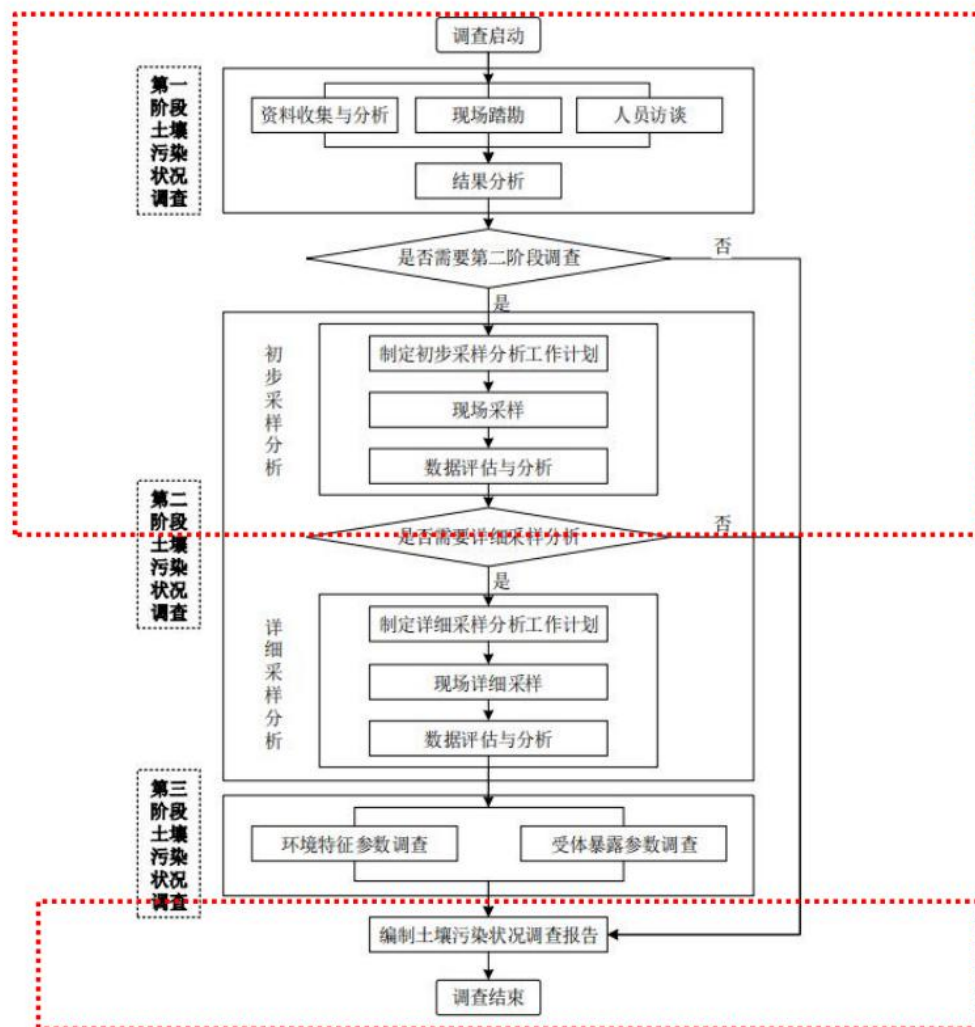 调查启动
第一
阶段
土壤
污染
状况
调查
资料收集与分析
现场踏勘
人员访谈
结果分析
是否需要第二阶段调查
否
是
初步采样分析
制定初步采样分析工作计划
现场采样
数据评估与分析
第二
阶段
土壤
污染
状况
调查
是否需要详细采样分析
否
是
详细采样分析
制定详细采样分析工作计划
现场详细采样
数据评估与分析
第三
阶段
土壤
污染
状况
调查
环境特征参数调查
受体暴露参数调查
编制土壤污染状况调查报告
调查结束